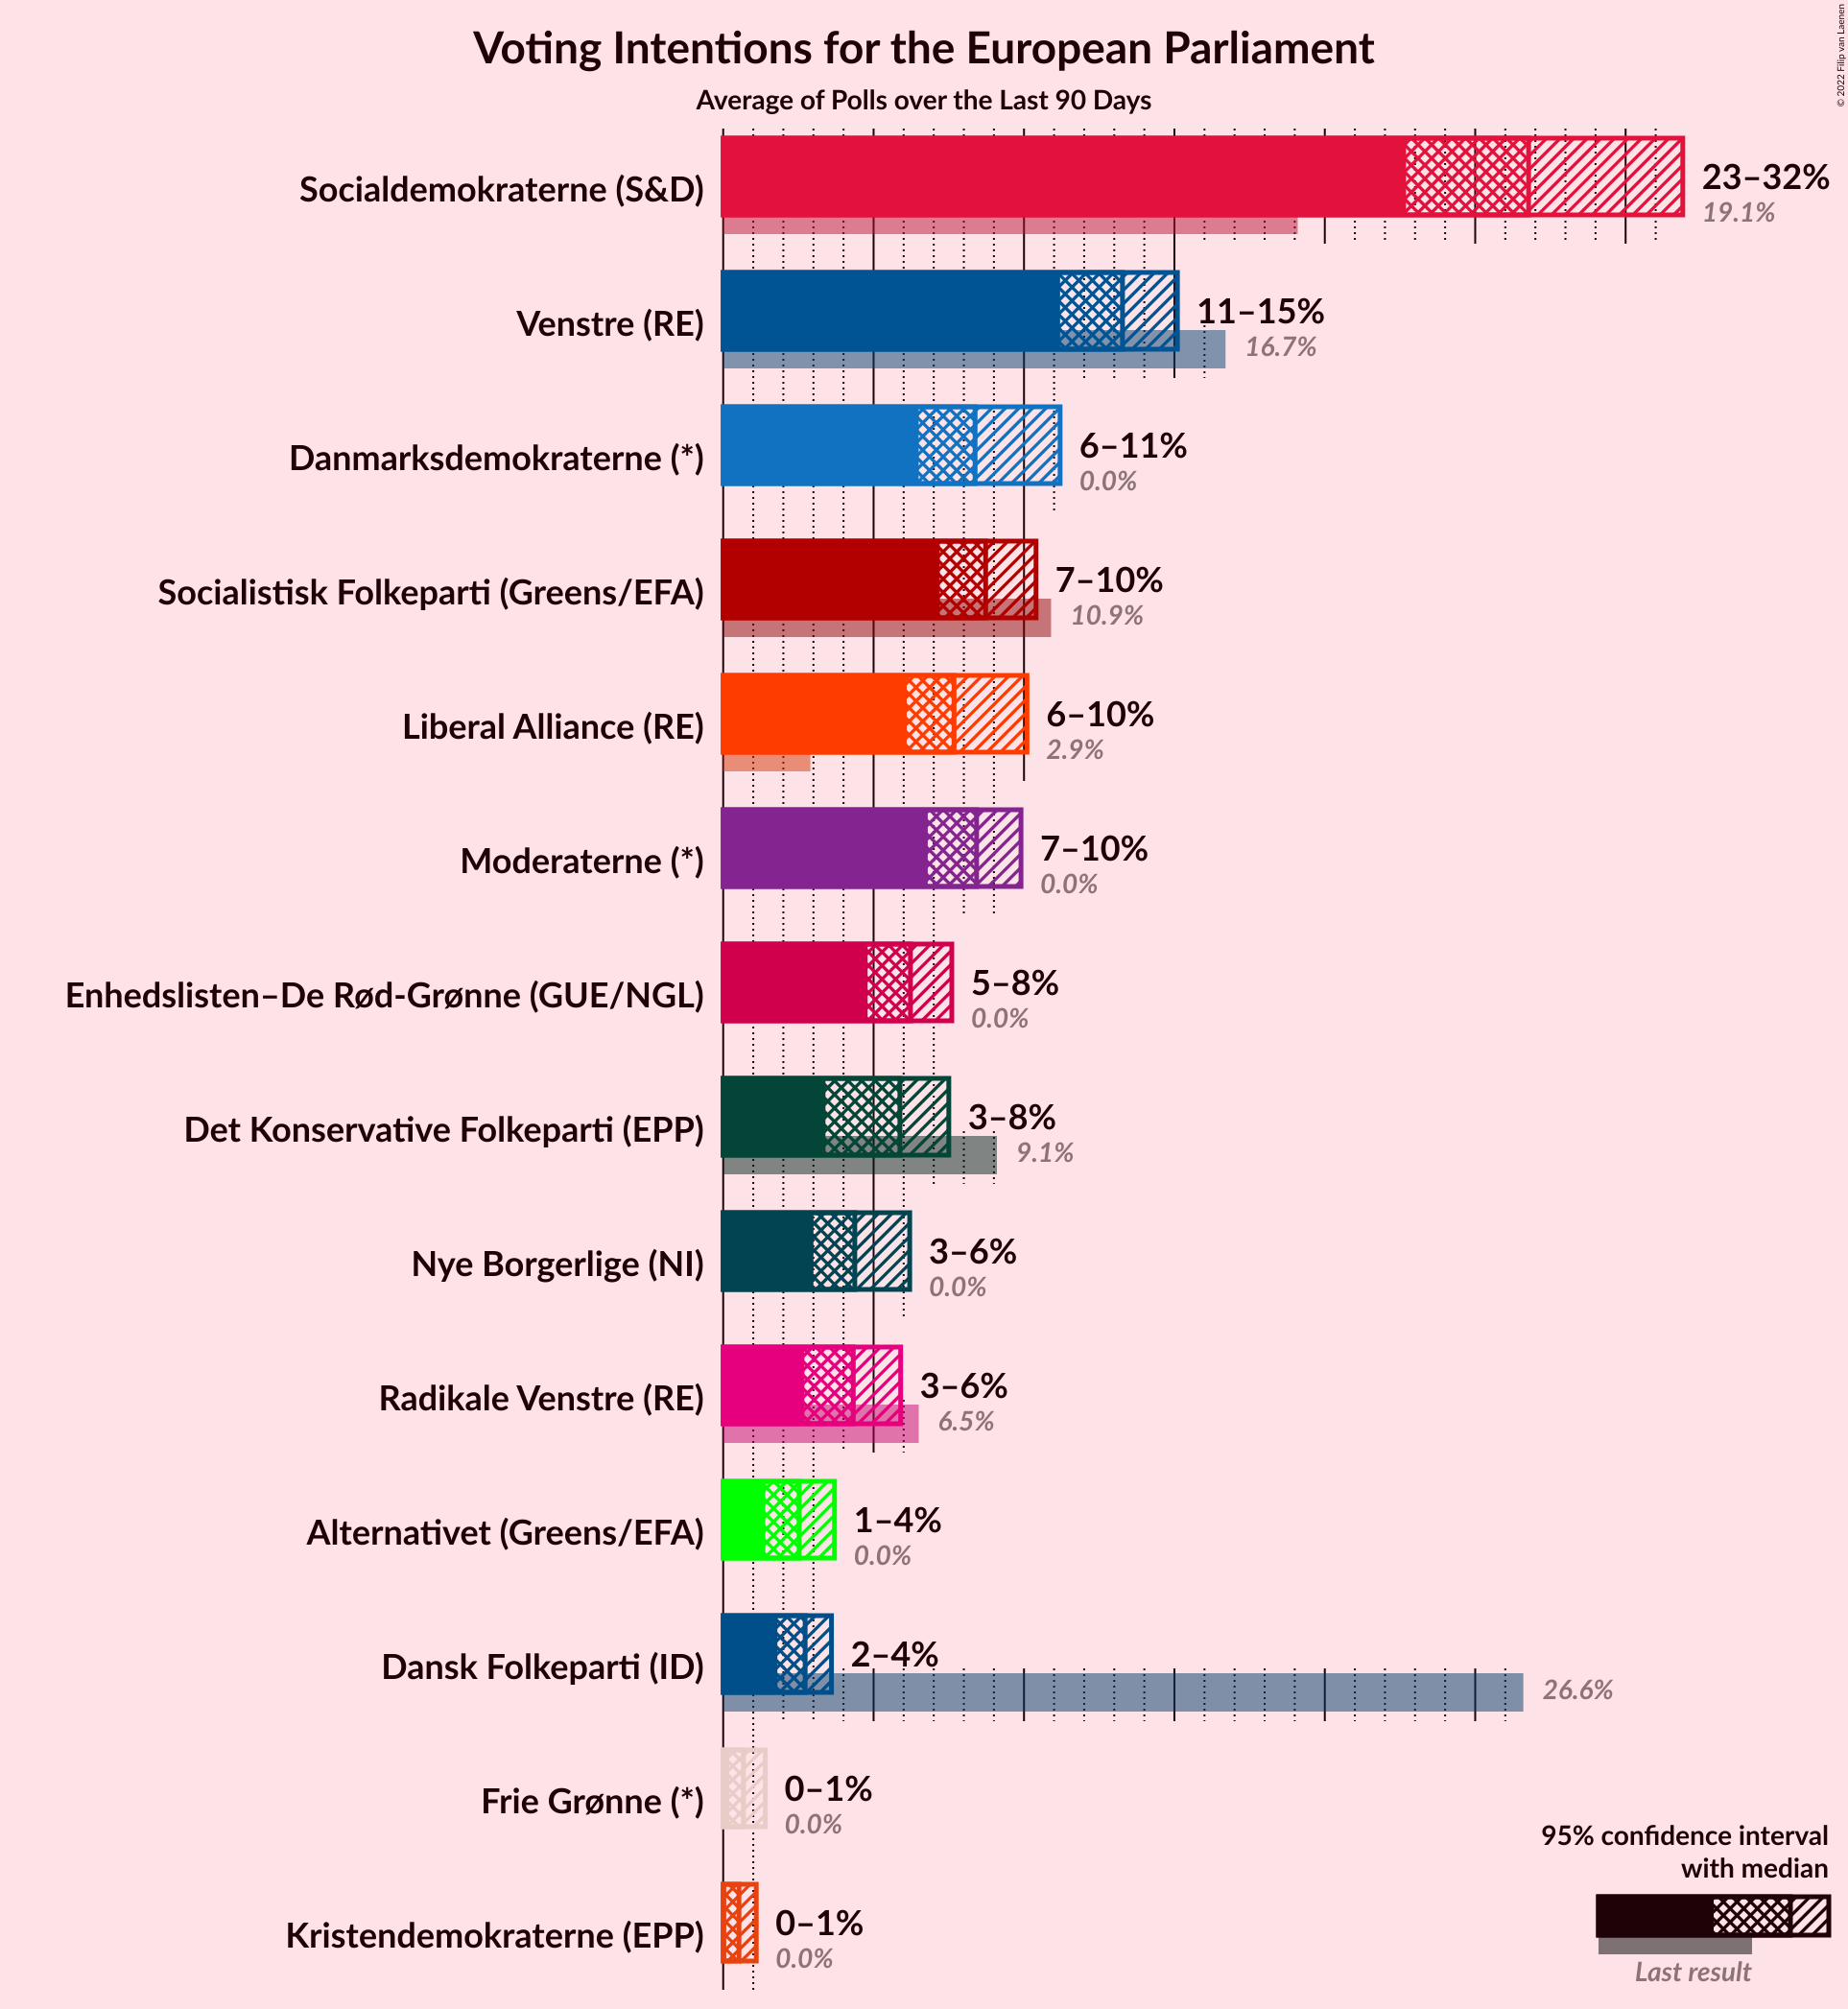 © 2022 Filip van Laenen
Voting Intentions for the European Parliament
Average of Polls over the Last 90 Days
Socialdemokraterne (S&D)
23–32%
19.1%
Venstre (RE)
11–15%
16.7%
Danmarksdemokraterne (*)
6–11%
0.0%
Socialistisk Folkeparti (Greens/EFA)
7–10%
10.9%
Liberal Alliance (RE)
6–10%
2.9%
Moderaterne (*)
7–10%
0.0%
Enhedslisten–De Rød-Grønne (GUE/NGL)
5–8%
0.0%
Det Konservative Folkeparti (EPP)
3–8%
9.1%
Nye Borgerlige (NI)
3–6%
0.0%
Radikale Venstre (RE)
3–6%
6.5%
Alternativet (Greens/EFA)
1–4%
0.0%
Dansk Folkeparti (ID)
2–4%
26.6%
Frie Grønne (*)
0–1%
0.0%
Kristendemokraterne (EPP)
0–1%
0.0%
95% confidence interval
with median
Last result